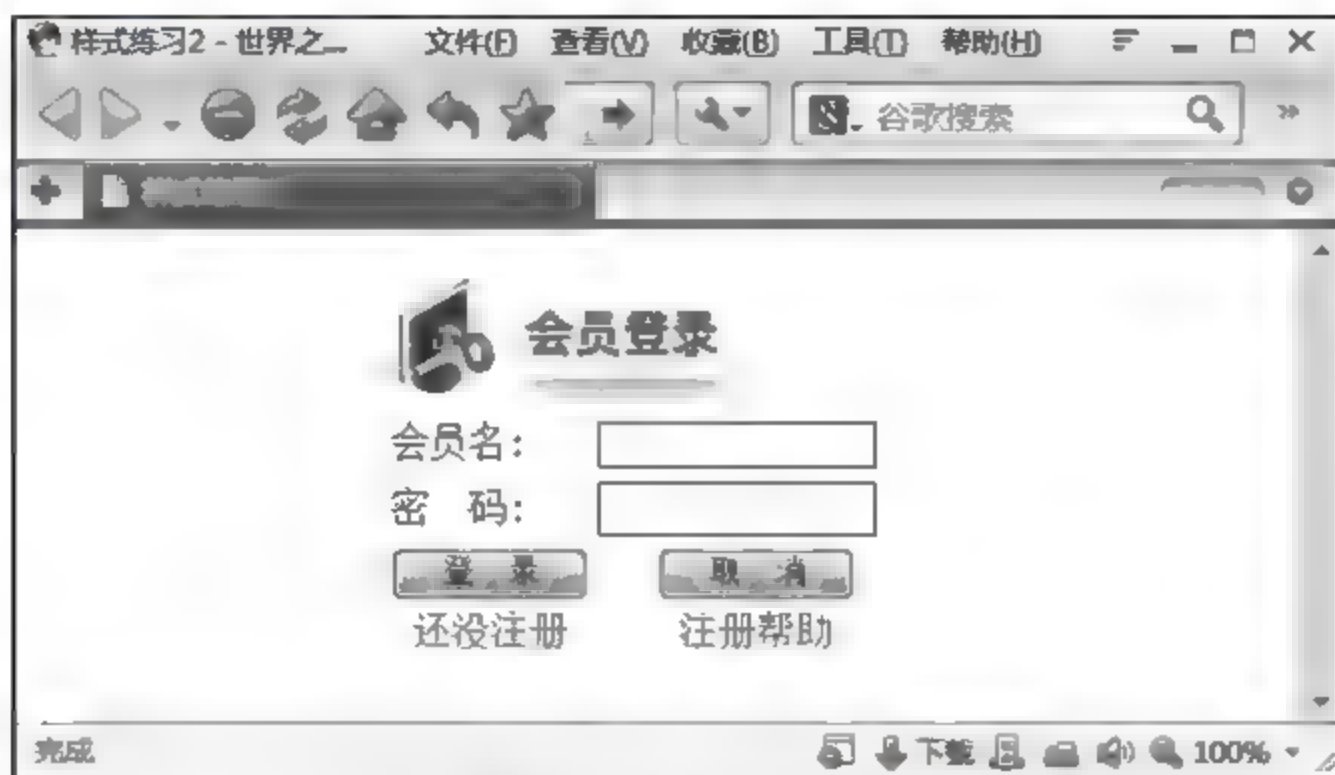 样式练习2 - 世界之... 文件(F) 查看(V) 收藏(B) 工具(T) 帮助(H)
谷歌搜索
会员登录
会员名:
密 码:
登 录 取 消
还没注册 注册帮助
完成 下载 100%